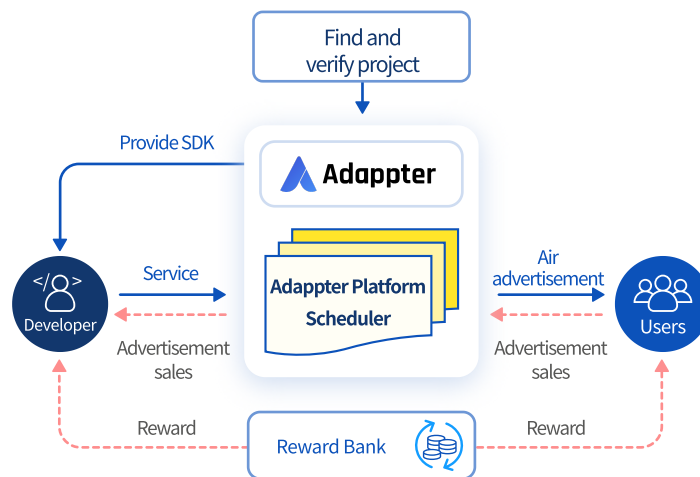 Find and
verify project
Provide SDK
Adappter
Service
Adappter Platform
Scheduler
Air
advertisement
</>
Developer
Users
Advertisement
sales
Advertisement
sales
Reward
Reward Bank
Reward